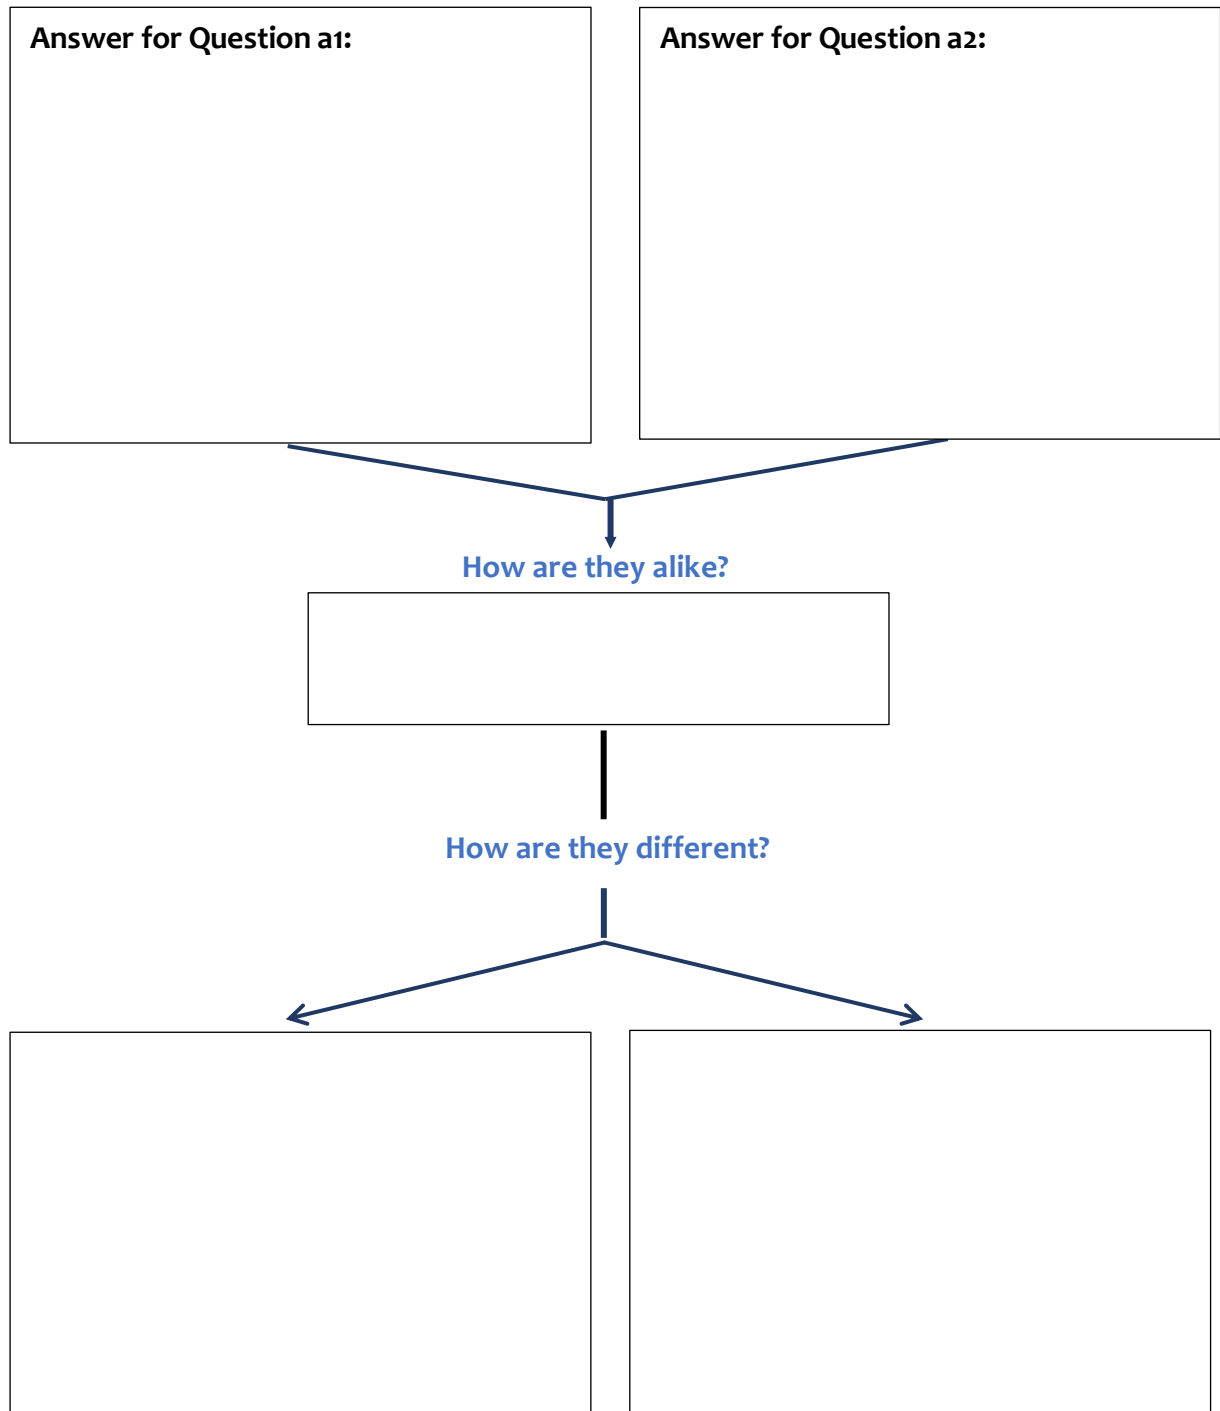 Answer for Question a1:
Answer for Question a2:
How are they alike?
How are they different?